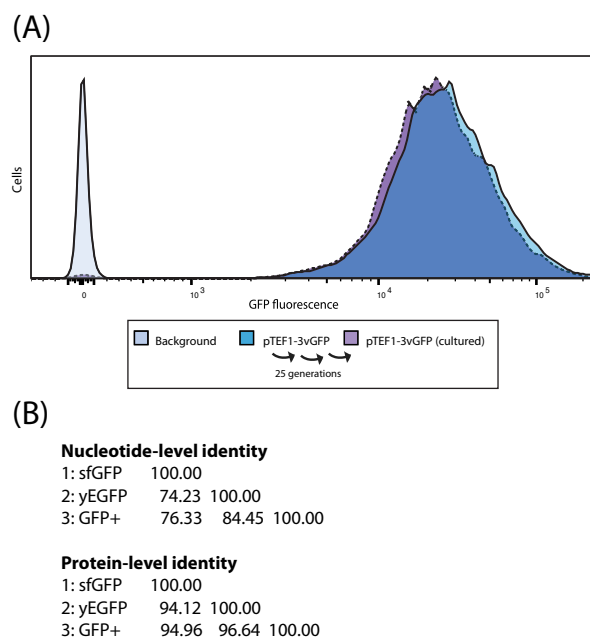 (A)
Cells
0 10^3 10^4 10^5
GFP fluorescence
Background pTEF1-3vGFP pTEF1-3vGFP (cultured)
25 generations
(B)
Nucleotide-level identity
1: sfGFP 100.00
2: yEGFP 74.23 100.00
3: GFP+ 76.33 84.45 100.00
Protein-level identity
1: sfGFP 100.00
2: yEGFP 94.12 100.00
3: GFP+ 94.96 96.64 100.00